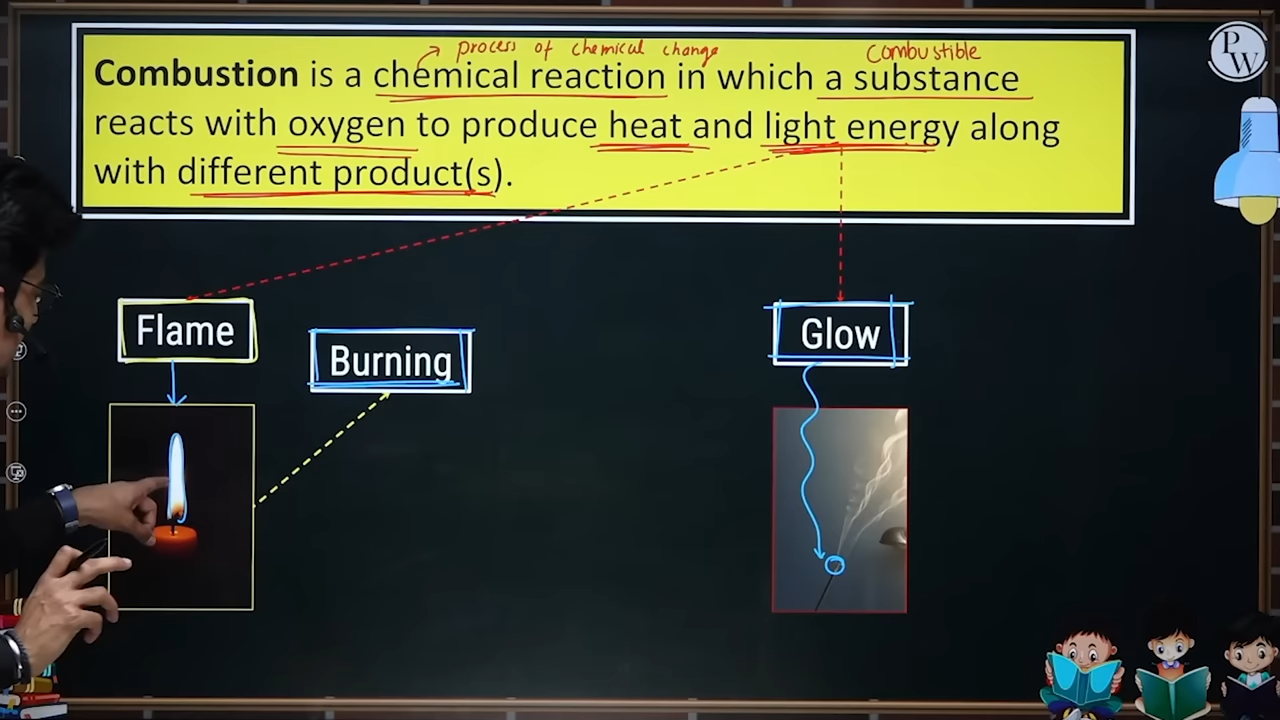 process of chemical change
Combustible
Combustion is a chemical reaction in which a substance
reacts with oxygen to produce heat and light energy along
with different product(s).
PW
Flame
Burning
Glow